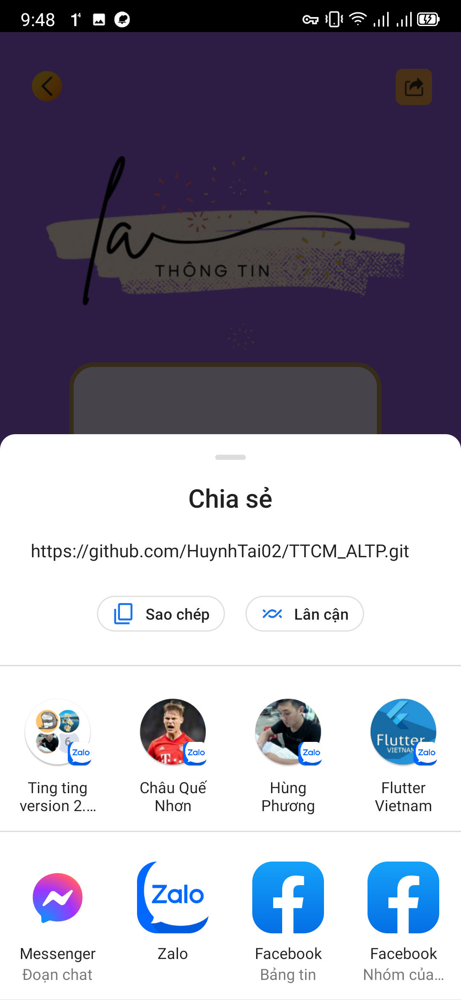 9:48
1⁴
la
THÔNG TIN
Chia sẻ
https://github.com/HuynhTai02/TTCM_ALTP.git
Sao chép
Lân cận
6
Flutter
VIETNAM
Zalo
Zalo
Zalo
Zalo
Ting ting
version 2....
Châu Quế
Nhơn
Hùng
Phương
Flutter
Vietnam
Zalo
Messenger
Đoạn chat
Zalo
Facebook
Bảng tin
Facebook
Nhóm của...